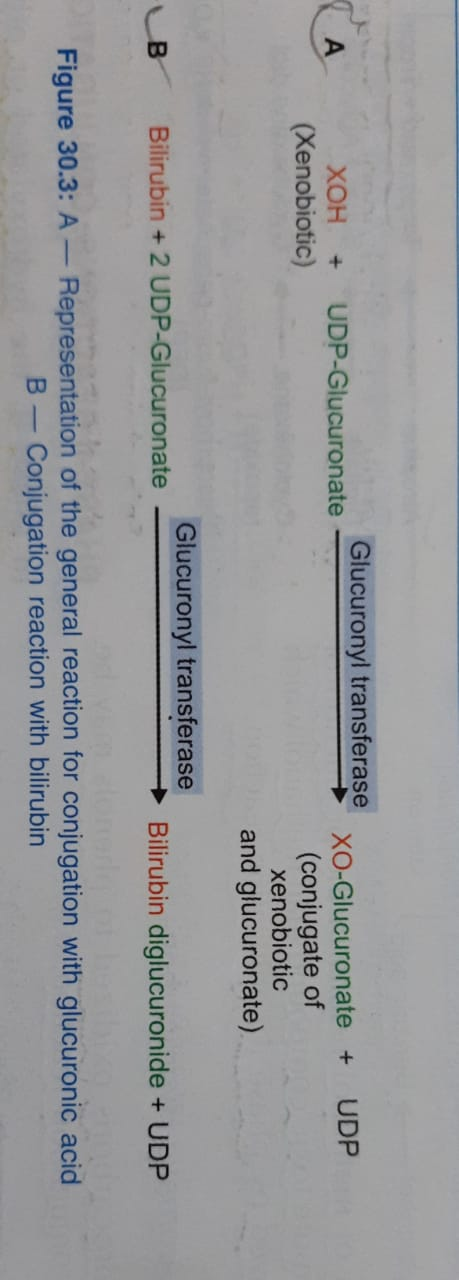 A
Glucuronyl transferase
XOH + UDP-Glucuronate XO-Glucuronate + UDP
(Xenobiotic) (conjugate of
xenobiotic
and glucuronate)
Glucuronyl transferase
B Bilirubin + 2 UDP-Glucuronate Bilirubin diglucuronide + UDP
Figure 30.3: A — Representation of the general reaction for conjugation with glucuronic acid
B — Conjugation reaction with bilirubin